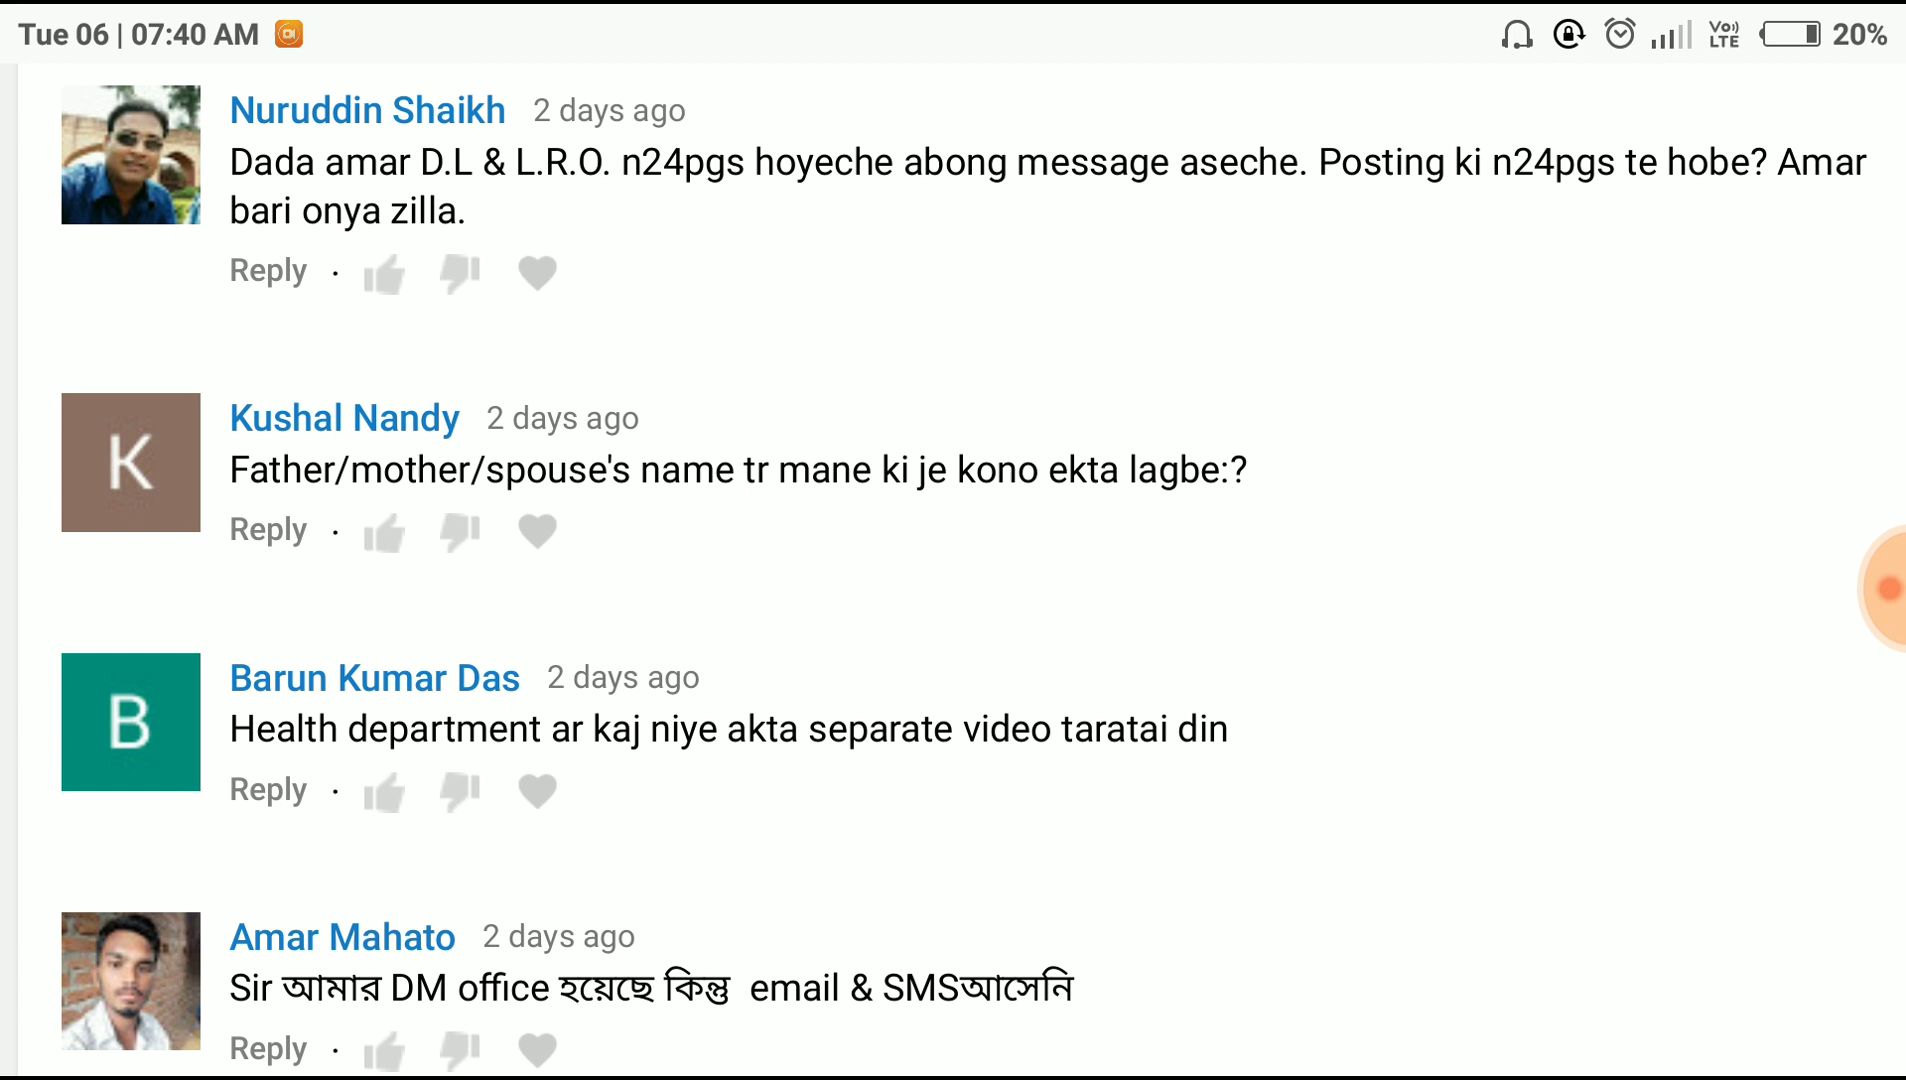 Tue 06 | 07:40 AM
Vo)) LTE 20%
Nuruddin Shaikh 2 days ago
Dada amar D.L & L.R.O. n24pgs hoyeche abong message aseche. Posting ki n24pgs te hobe? Amar
bari onya zilla.
Reply ·
K
Kushal Nandy 2 days ago
Father/mother/spouse's name tr mane ki je kono ekta lagbe:?
Reply ·
B
Barun Kumar Das 2 days ago
Health department ar kaj niye akta separate video taratai din
Reply ·
Amar Mahato 2 days ago
Sir আমার DM office হয়েছে কিন্তু email & SMSআসেনি
Reply ·